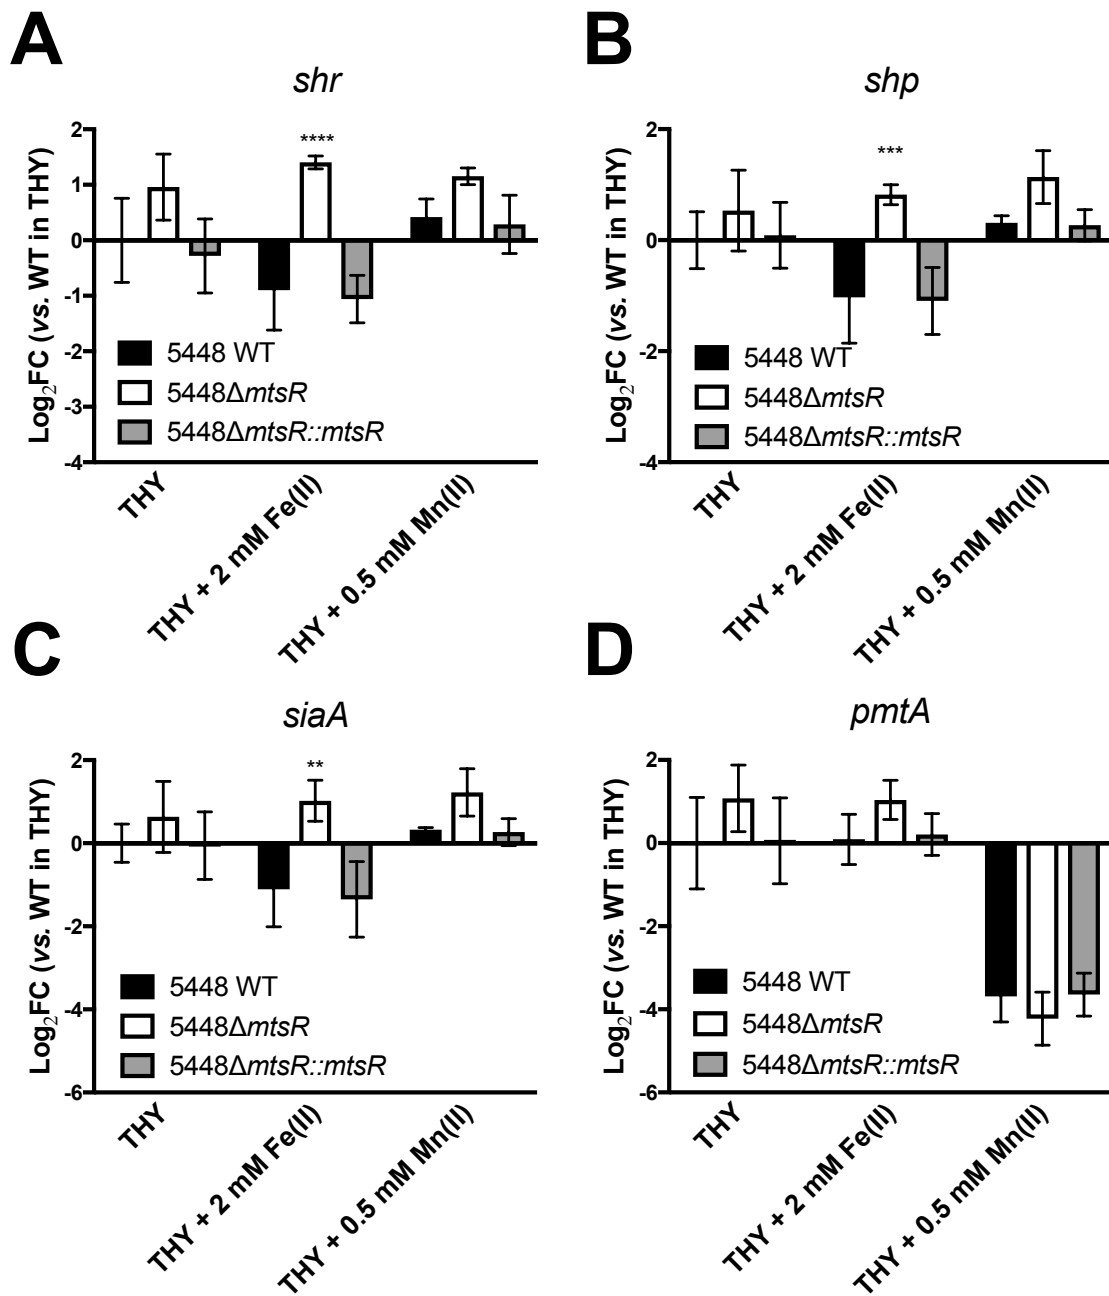 A
shr
****
Log₂FC (vs. WT in THY)
2
1
0
-1
-2
-3
-4
5448 WT
5448ΔmtsR
5448ΔmtsR::mtsR
THY
THY + 2 mM Fe(II)
THY + 0.5 mM Mn(II)
B
shp
***
Log₂FC (vs. WT in THY)
2
0
-2
-4
5448 WT
5448ΔmtsR
5448ΔmtsR::mtsR
THY
THY + 2 mM Fe(II)
THY + 0.5 mM Mn(II)
C
siaA
**
Log₂FC (vs. WT in THY)
2
0
-2
-4
-6
5448 WT
5448ΔmtsR
5448ΔmtsR::mtsR
THY
THY + 2 mM Fe(II)
THY + 0.5 mM Mn(II)
D
pmtA
Log₂FC (vs. WT in THY)
2
0
-2
-4
-6
5448 WT
5448ΔmtsR
5448ΔmtsR::mtsR
THY
THY + 2 mM Fe(II)
THY + 0.5 mM Mn(II)